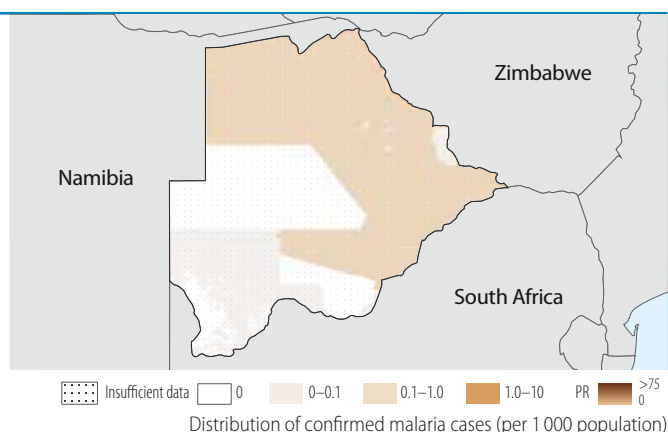 Zimbabwe
Namibia
South Africa
Insufficient data 0 0–0.1 0.1–1.0 1.0–10 PR >75
0
Distribution of confirmed malaria cases (per 1 000 population)